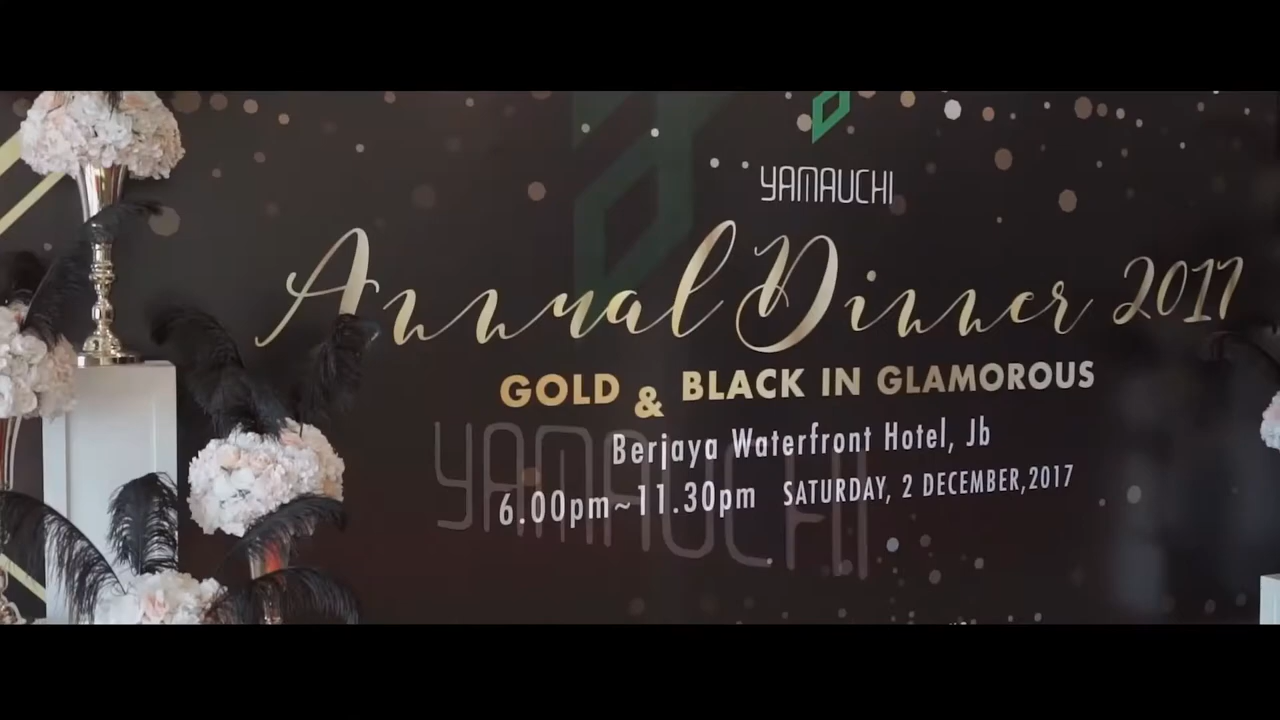 YAMAUCHI
Annual Dinner 2017
GOLD & BLACK IN GLAMOROUS
Berjaya Waterfront Hotel, Jb
6.00pm~11.30pm SATURDAY, 2 DECEMBER,2017
YAMAUCHI